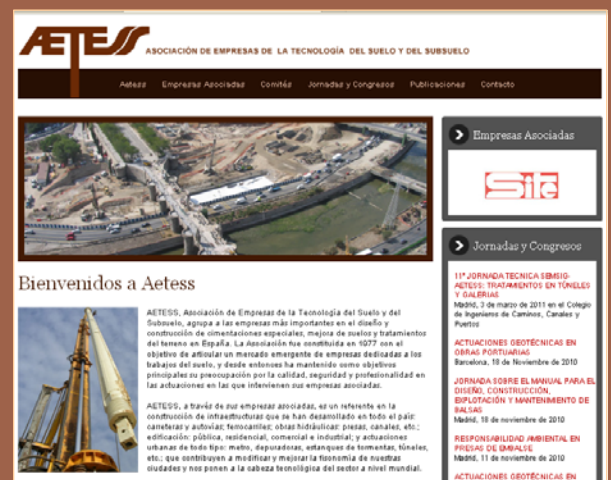 AETESS
ASOCIACIÓN DE EMPRESAS DE LA TECNOLOGÍA DEL SUELO Y DEL SUBSUELO
Aetess Empresas Asociadas Comités Jornadas y Congresos Publicaciones Contacto
Bienvenidos a Aetess
AETESS, Asociación de Empresas de la Tecnología del Suelo y del
Subsuelo, agrupa a las empresas más importantes en el diseño y
construcción de cimentaciones especiales, mejora de suelos y tratamientos
del terreno en España. La Asociación fue constituida en 1977 con el
objetivo de articular un mercado emergente de empresas dedicadas a los
trabajos del suelo, y desde entonces ha mantenido como objetivos
principales su preocupación por la calidad, seguridad y profesionalidad en
las actuaciones en las que intervienen sus empresas asociadas.
AETESS, a través de sus empresas asociadas, es un referente en la
construcción de infraestructuras que se han desarrollado en todo el país:
carreteras y autovías; ferrocarriles; obras hidráulicas: presas, canales, etc.;
edificación: pública, residencial, comercial e industrial; y actuaciones
urbanas de todo tipo: metro, depuradoras, estanques de tormentas, túneles,
etc.; que contribuyen a modificar y mejorar la fisonomía de nuestras
ciudades y nos ponen a la cabeza tecnológica del sector a nivel mundial.
Empresas Asociadas
Site
Jornadas y Congresos
11ª JORNADA TECNICA SEMSIG-
AETESS: TRATAMIENTOS EN TÚNELES
Y GALERIAS
Madrid, 3 de marzo de 2011 en el Colegio
de Ingenieros de Caminos, Canales y
Puertos
ACTUACIONES GEOTÉCNICAS EN
OBRAS PORTUARIAS
Barcelona, 18 de Noviembre de 2010
JORNADA SOBRE EL MANUAL PARA EL
DISEÑO, CONSTRUCCIÓN,
EXPLOTACIÓN Y MANTENIMIENTO DE
BALSAS
Madrid, 18 de noviembre de 2010
RESPONSABILIDAD AMBIENTAL EN
PRESAS DE EMBALSE
Madrid, 11 de noviembre de 2010
ACTUACIONES GEOTÉCNICAS EN